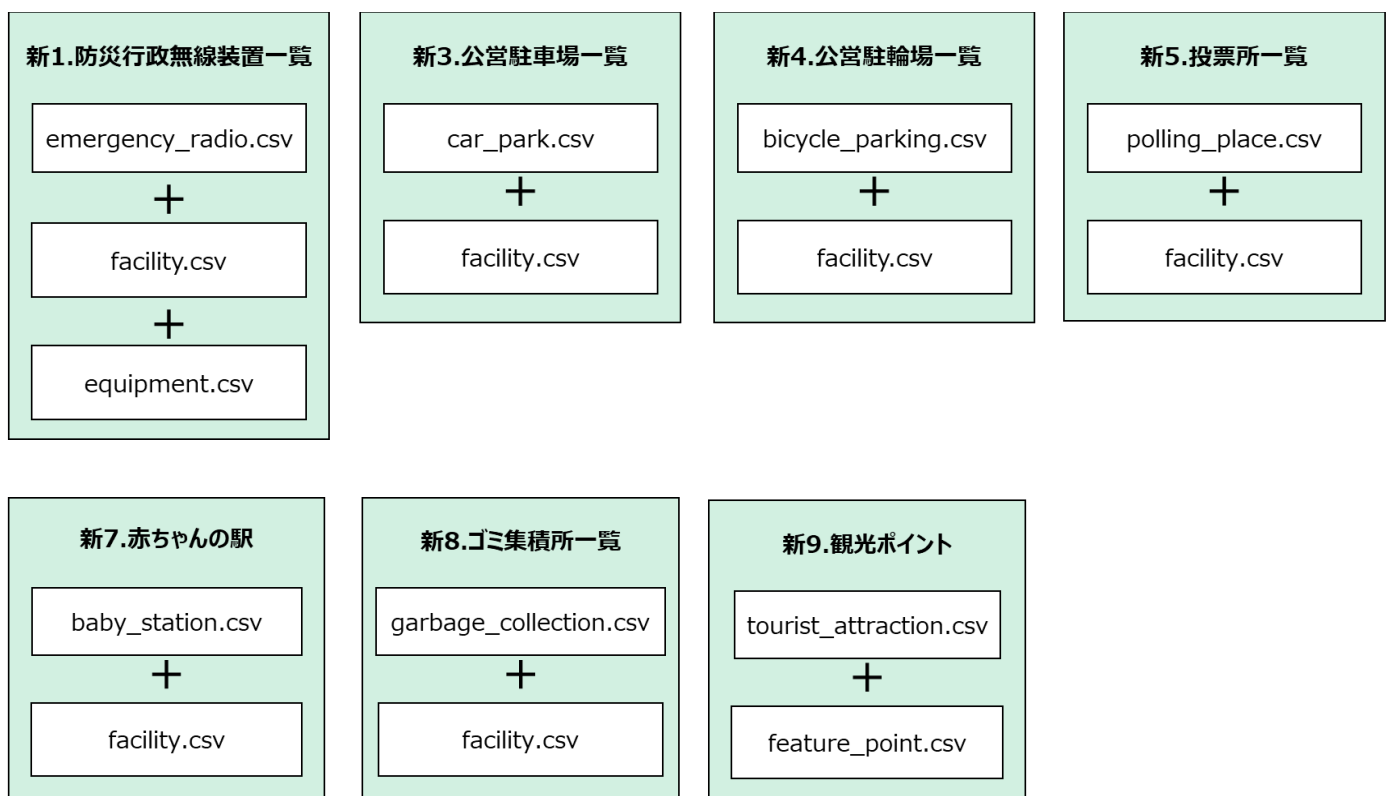 新1.防災行政無線装置一覧
emergency_radio.csv
+
facility.csv
+
equipment.csv
新3.公営駐車場一覧
car_park.csv
+
facility.csv
新4.公営駐輪場一覧
bicycle_parking.csv
+
facility.csv
新5.投票所一覧
polling_place.csv
+
facility.csv
新7.赤ちゃんの駅
baby_station.csv
+
facility.csv
新8.ゴミ集積所一覧
garbage_collection.csv
+
facility.csv
新9.観光ポイント
tourist_attraction.csv
+
feature_point.csv